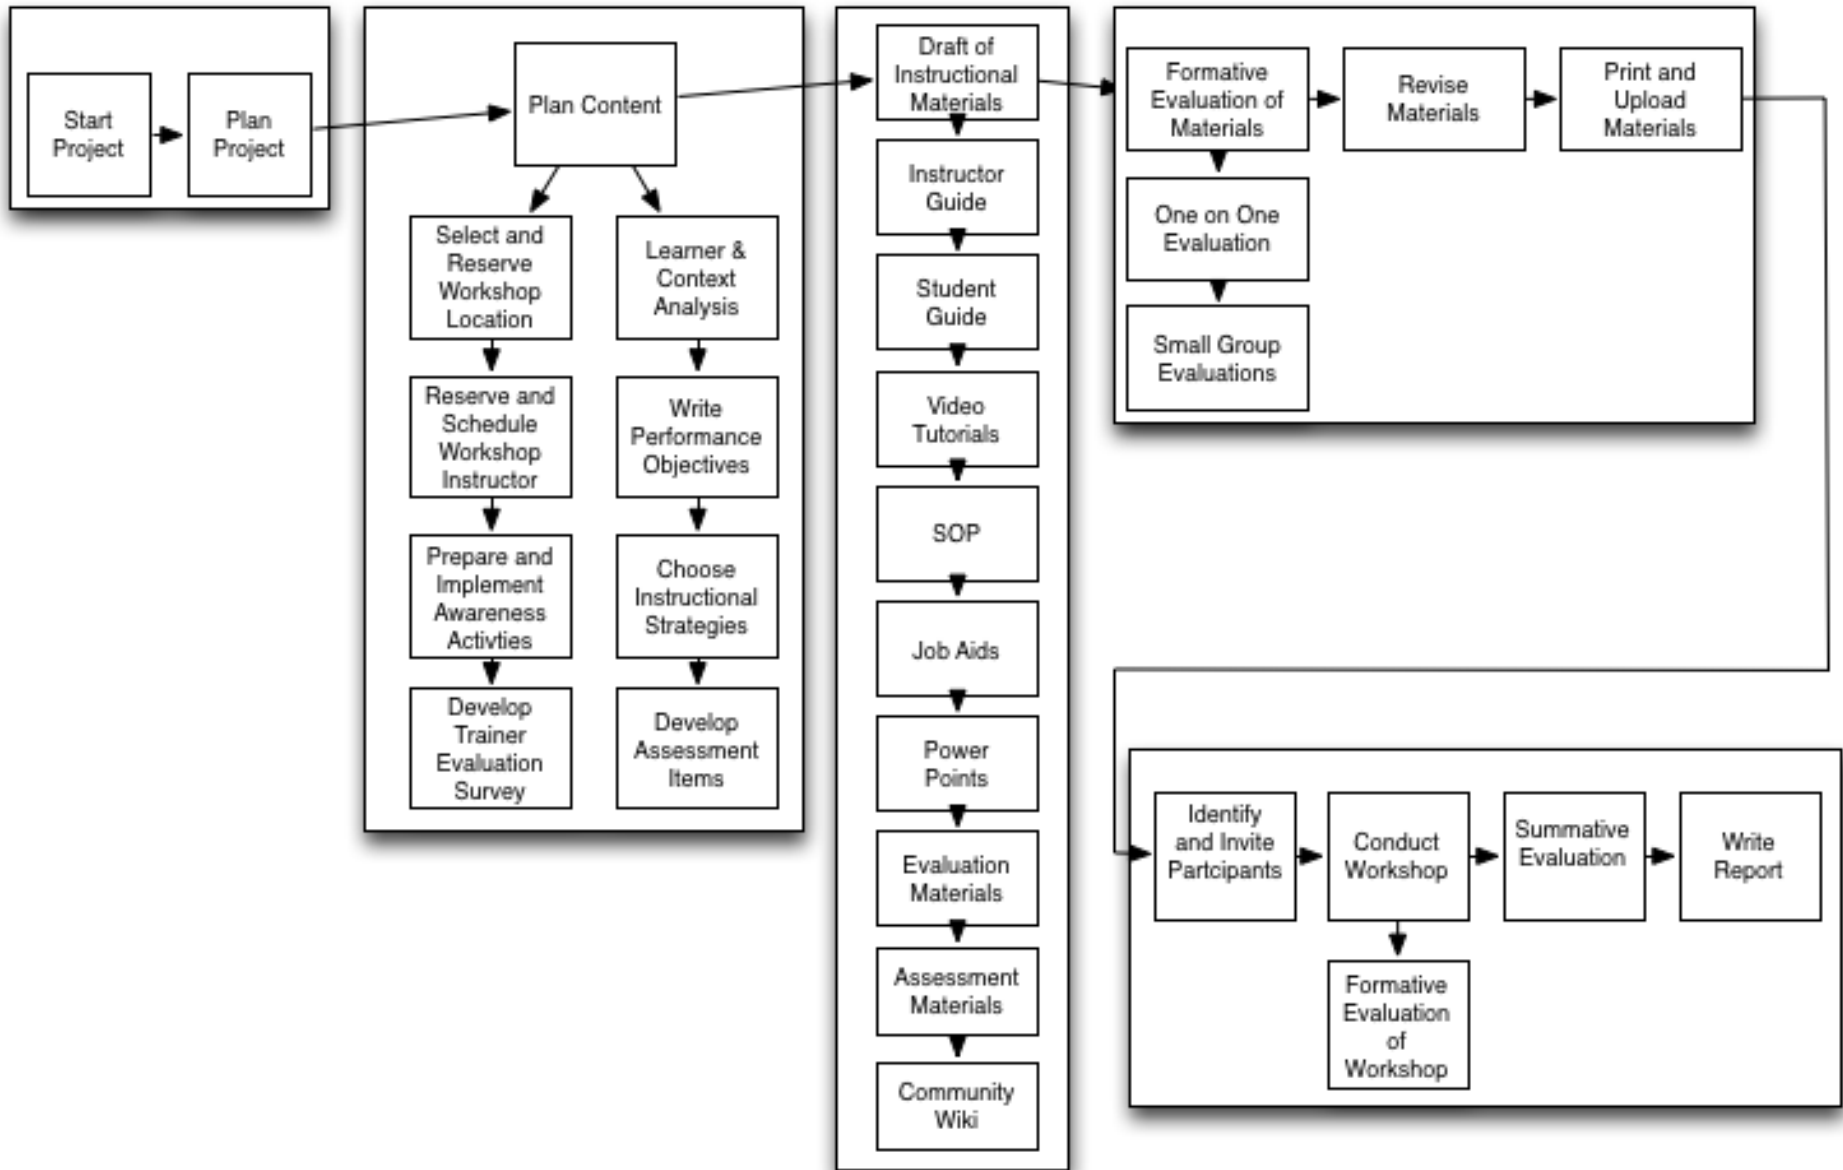 Start
Project
Plan
Project
Plan Content
Select and
Reserve
Workshop
Location
Reserve and
Schedule
Workshop
Instructor
Prepare and
Implement
Awareness
Activties
Develop
Trainer
Evaluation
Survey
Learner &
Context
Analysis
Write
Performance
Objectives
Choose
Instructional
Strategies
Develop
Assessment
Items
Draft of
Instructional
Materials
Instructor
Guide
Student
Guide
Video
Tutorials
SOP
Job Aids
Power
Points
Evaluation
Materials
Assessment
Materials
Community
Wiki
Formative
Evaluation of
Materials
Revise
Materials
Print and
Upload
Materials
One on One
Evaluation
Small Group
Evaluations
Identify
and Invite
Partcipants
Conduct
Workshop
Summative
Evaluation
Write
Report
Formative
Evaluation
of
Workshop